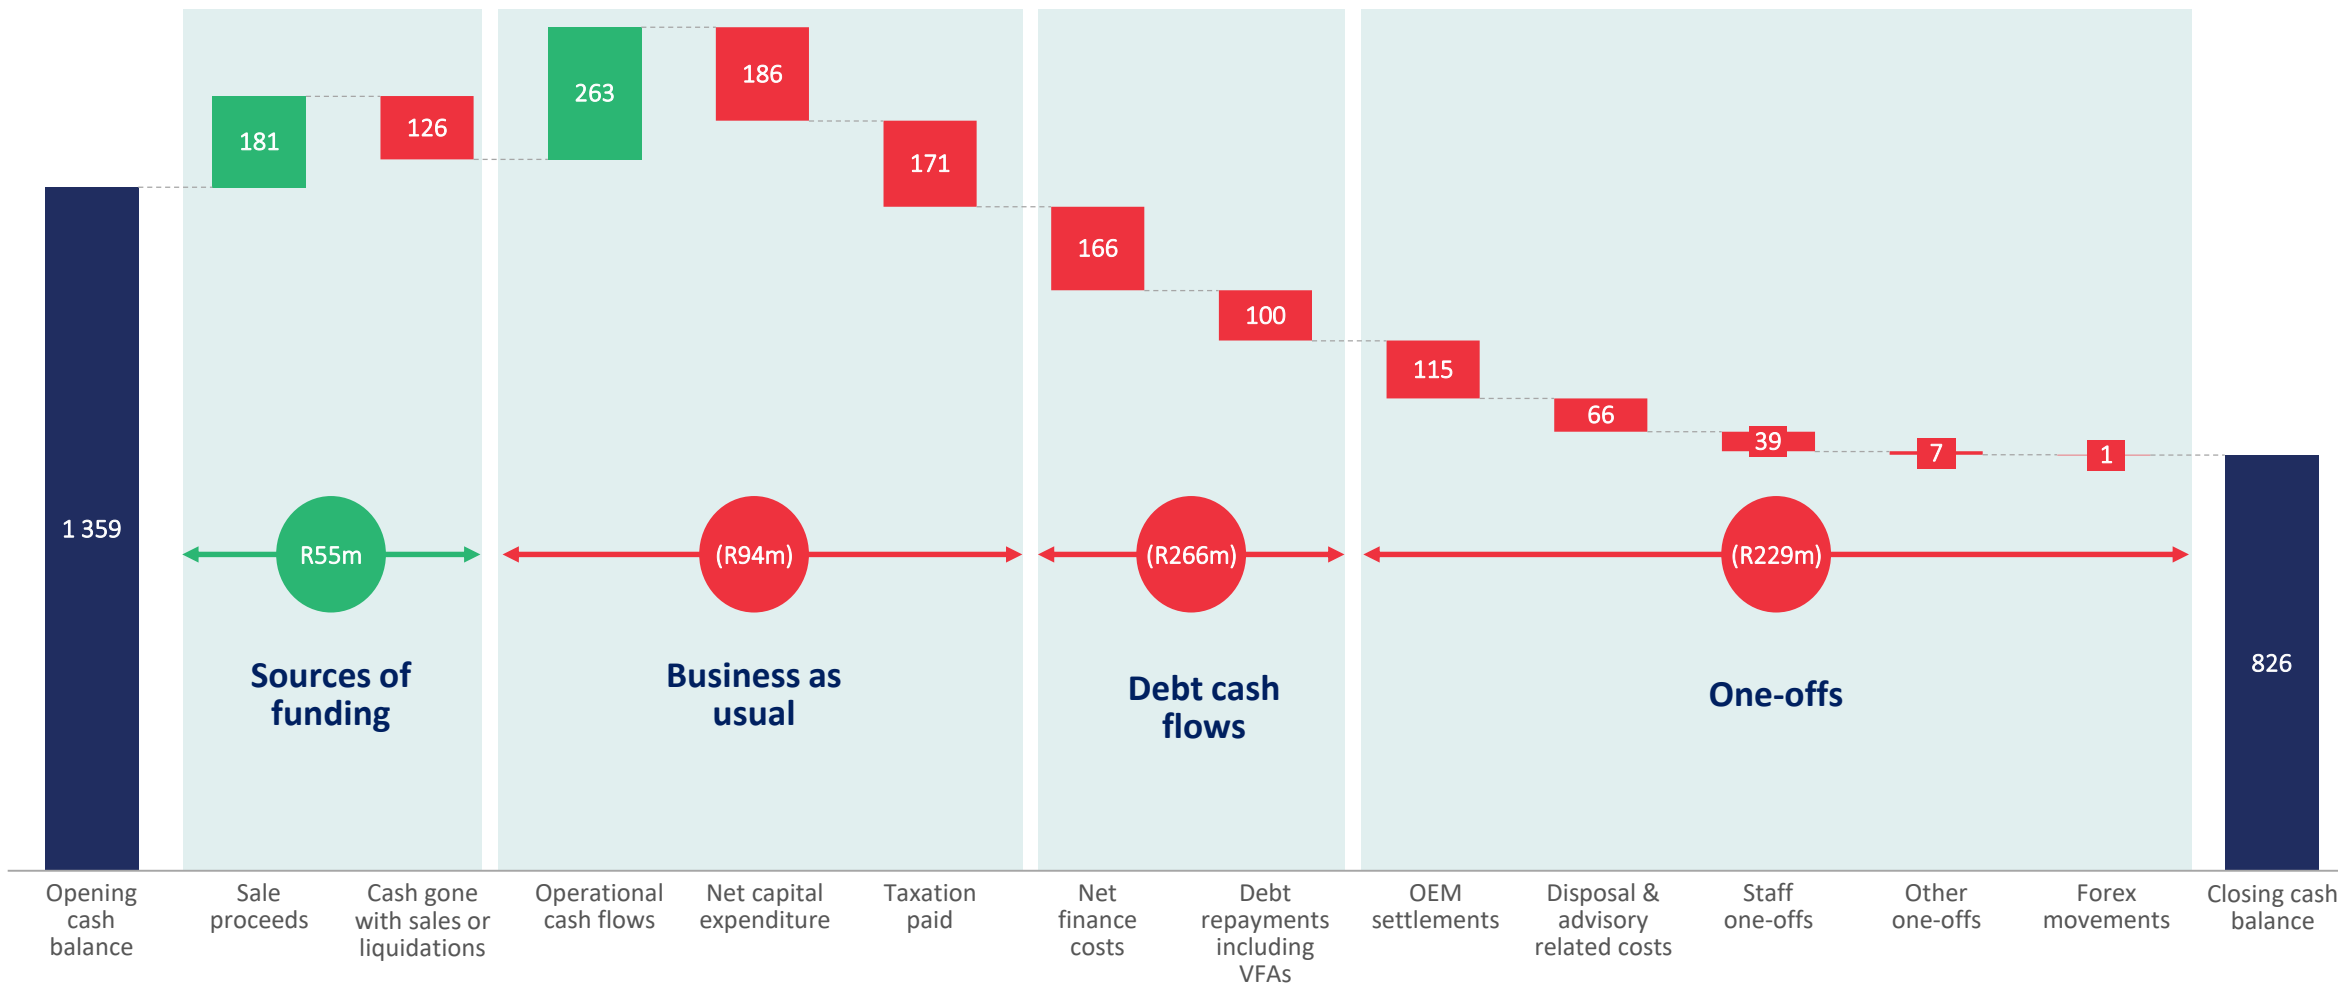 181
126
263
186
171
166
100
115
66
39
7
1
1 359
826
R55m
(R94m)
(R266m)
(R229m)
Sources of
funding
Business as
usual
Debt cash
flows
One-offs
Opening
cash
balance
Sale
proceeds
Cash gone
with sales or
liquidations
Operational
cash flows
Net capital
expenditure
Taxation
paid
Net
finance
costs
Debt
repayments
including
VFAs
OEM
settlements
Disposal &
advisory
related costs
Staff
one-offs
Other
one-offs
Forex
movements
Closing cash
balance